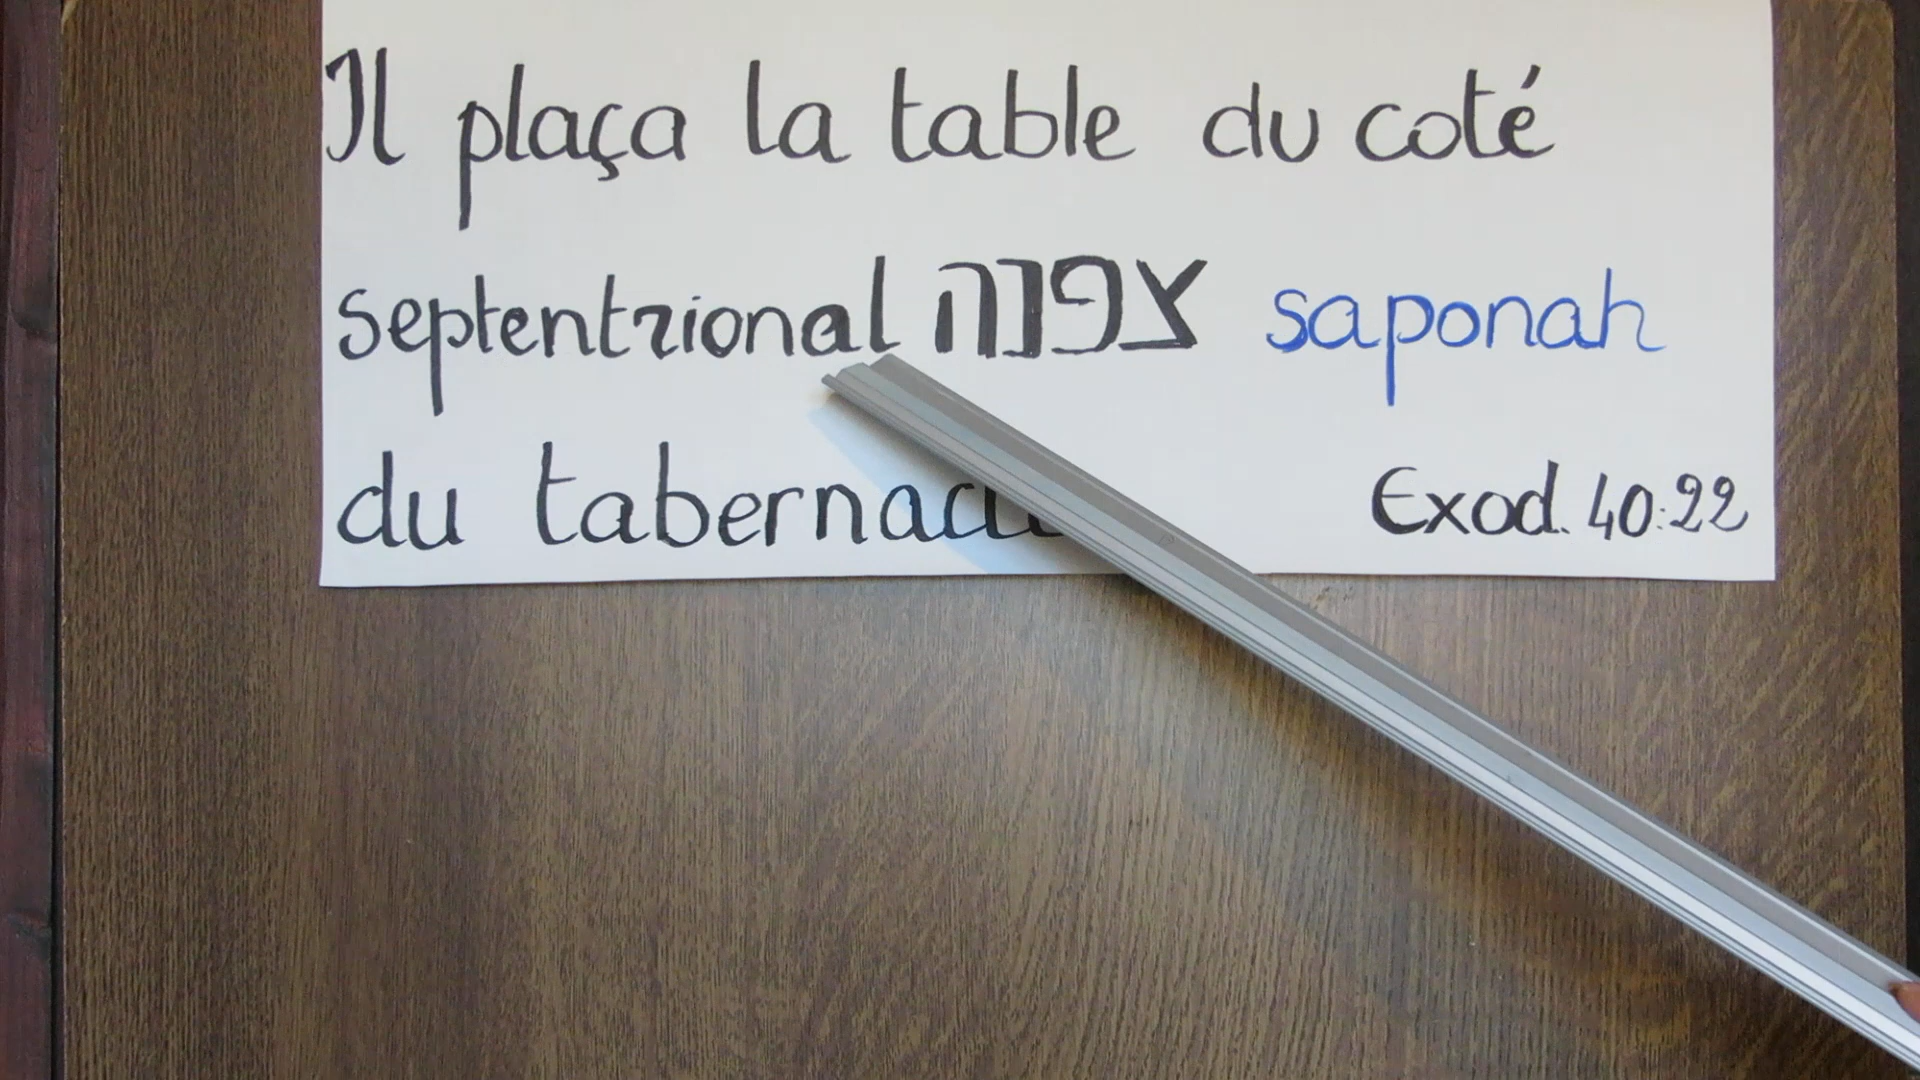 Il plaça la table du coté
septentrional צפנה saponah
du Exod. 40:22